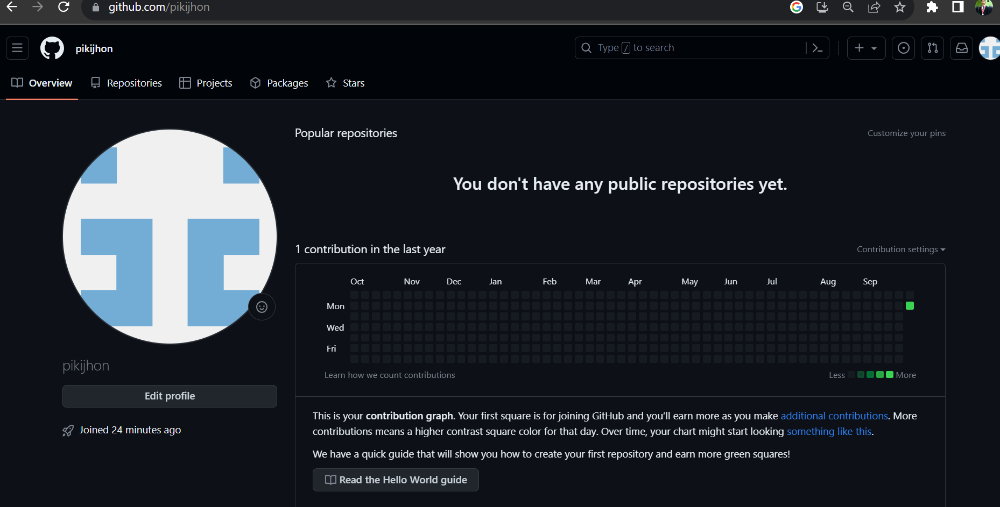 github.com/pikijhon
pikijhon
Type / to search
Overview
Repositories
Projects
Packages
Stars
Popular repositories
Customize your pins
You don't have any public repositories yet.
1 contribution in the last year
Contribution settings
Oct Nov Dec Jan Feb Mar Apr May Jun Jul Aug Sep
Mon
Wed
Fri
Learn how we count contributions
Less
More
pikijhon
Edit profile
Joined 24 minutes ago
This is your contribution graph. Your first square is for joining GitHub and you’ll earn more as you make additional contributions. More
contributions means a higher contrast square color for that day. Over time, your chart might start looking something like this.
We have a quick guide that will show you how to create your first repository and earn more green squares!
Read the Hello World guide